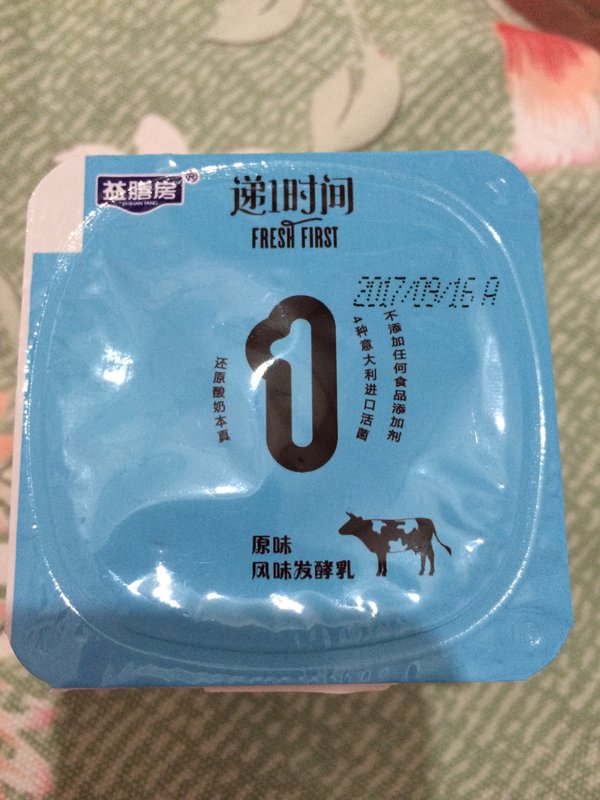 益膳房®
YISHANTANG
递1时间
FRESH FIRST
2017/09/16 A
1
不添加任何食品添加剂
4种意大利进口活菌
还原酸奶本真
原味
风味发酵乳